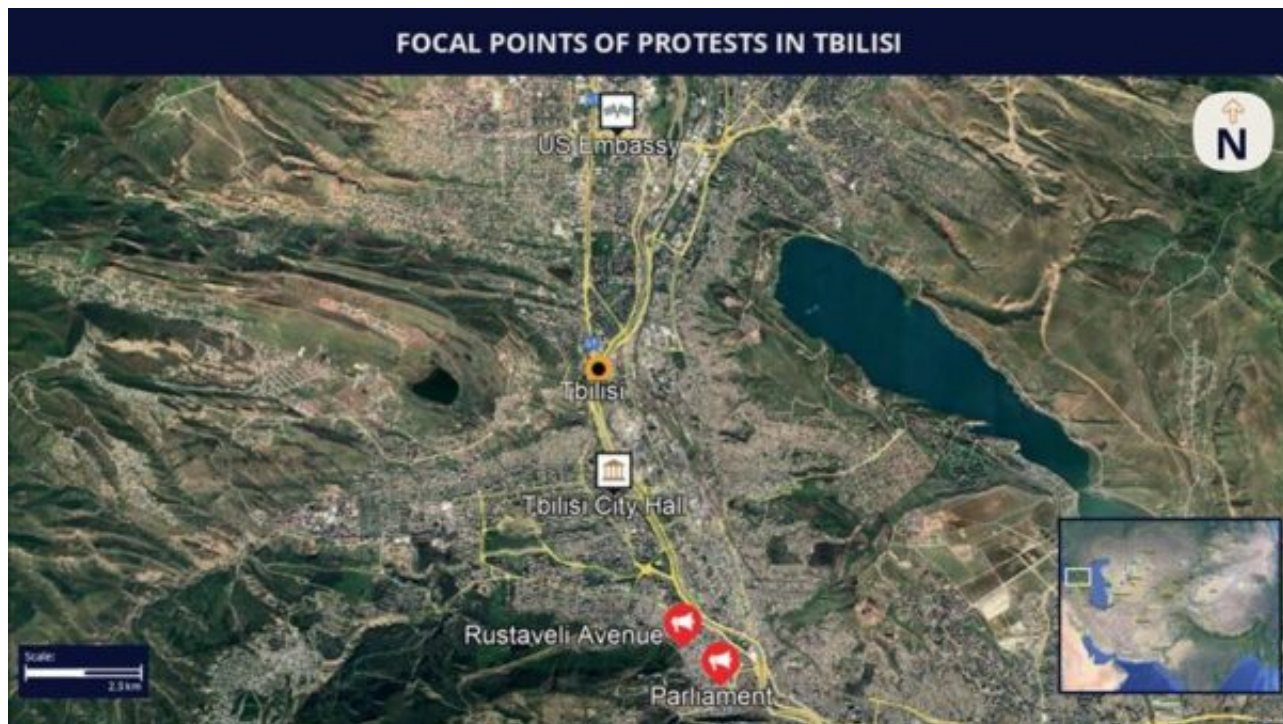 FOCAL POINTS OF PROTESTS IN TBILISI
N
US Embassy
Tbilisi
Tbilisi City Hall
Rustaveli Avenue
Parliament
Scale:
2,5 km